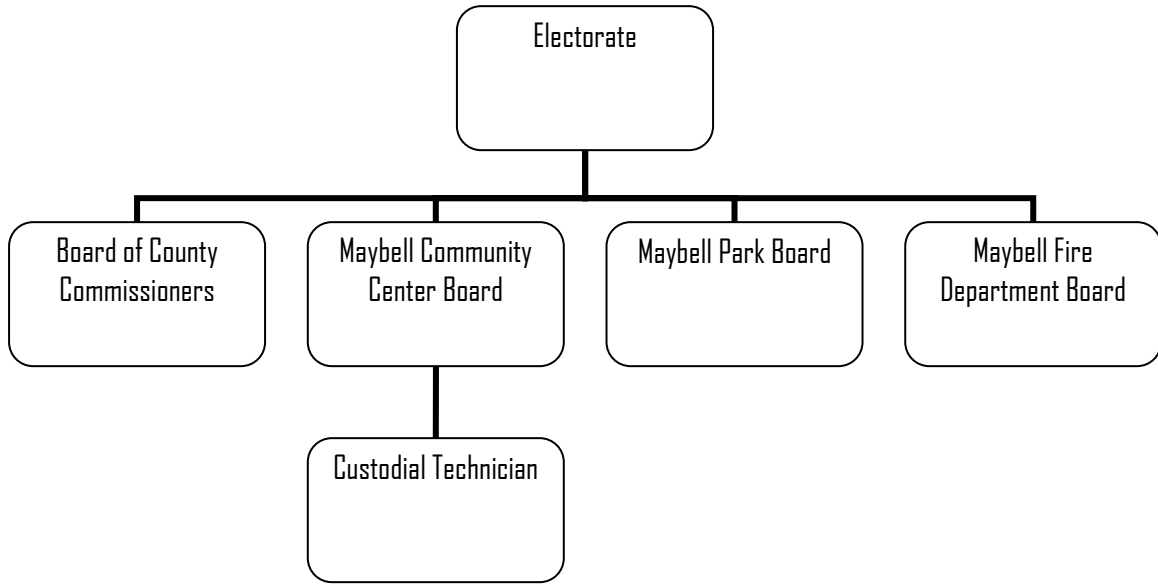 Electorate
Board of County
Commissioners
Maybell Community
Center Board
Maybell Park Board
Maybell Fire
Department Board
Custodial Technician